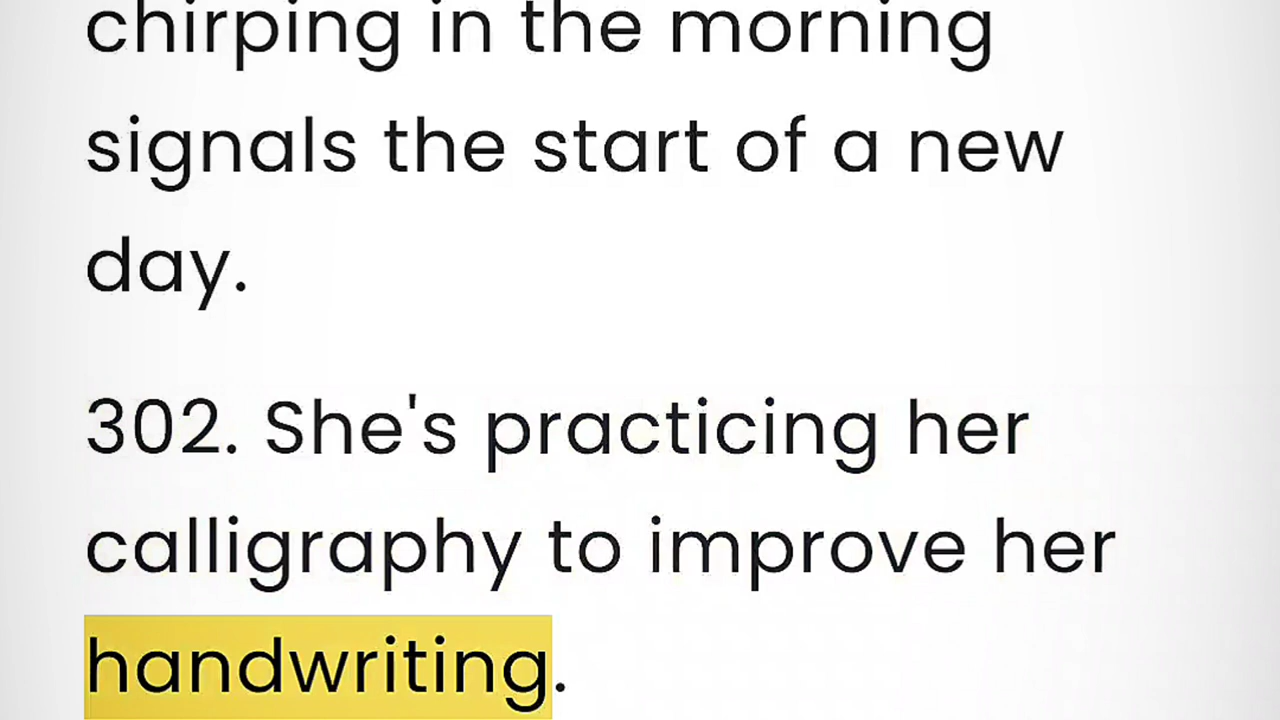 chirping in the morning
signals the start of a new
day.
302. She's practicing her
calligraphy to improve her
handwriting.